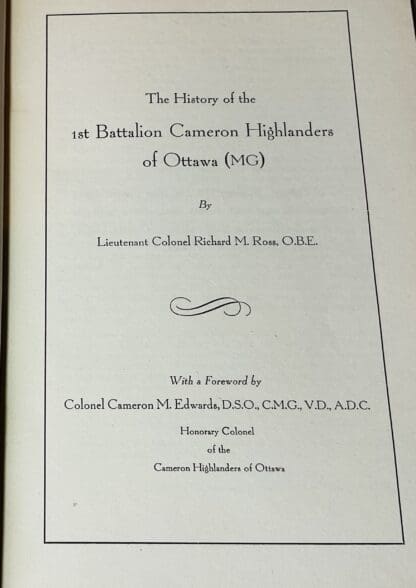 The History of the
1st Battalion Cameron Highlanders
of Ottawa (MG)
By
Lieutenant Colonel Richard M. Ross, O.B.E.
With a Foreword by
Colonel Cameron M. Edwards, D.S.O., C.M.G., V.D., A.D.C.
Honorary Colonel
of the
Cameron Highlanders of Ottawa